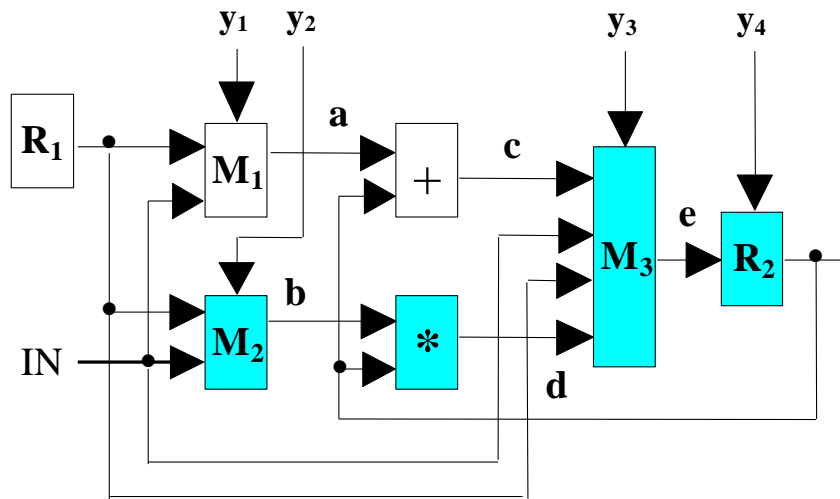 y₁ y₂ y₃ y₄
R₁
M₁
a
+
c
M₃
e
R₂
M₂
b
*
d
IN